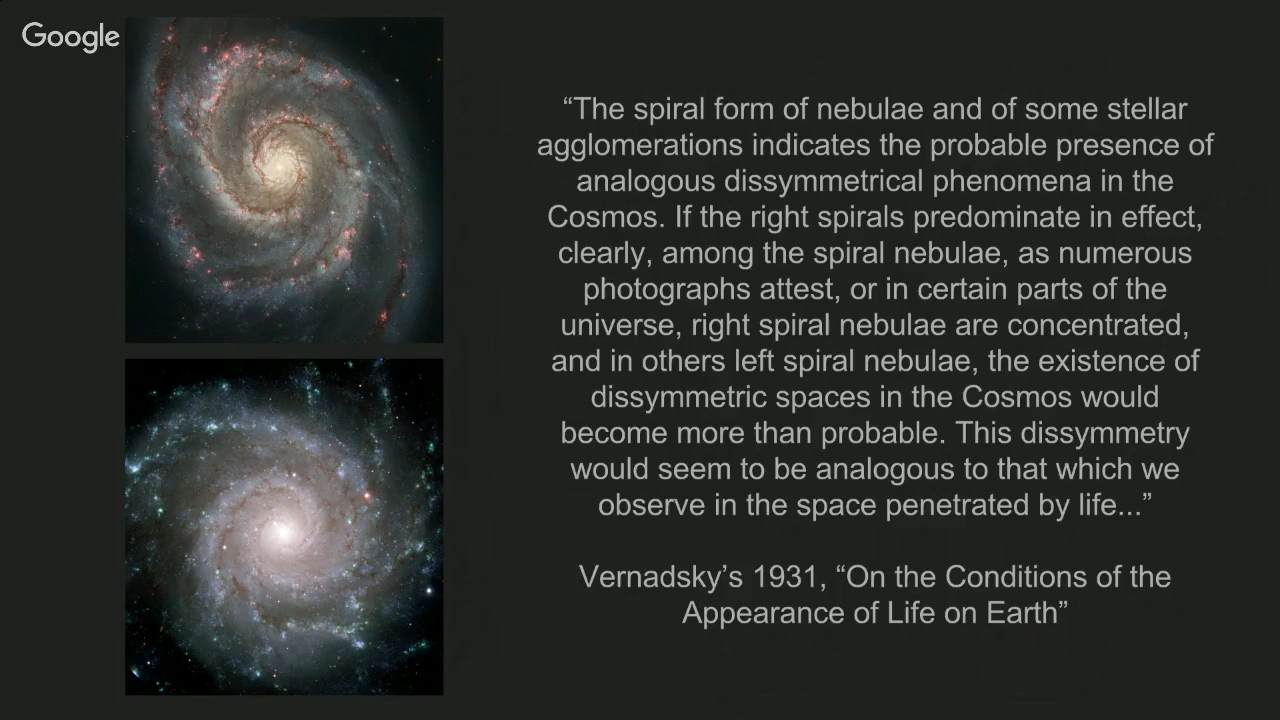 Google
“The spiral form of nebulae and of some stellar
agglomerations indicates the probable presence of
analogous dissymmetrical phenomena in the
Cosmos. If the right spirals predominate in effect,
clearly, among the spiral nebulae, as numerous
photographs attest, or in certain parts of the
universe, right spiral nebulae are concentrated,
and in others left spiral nebulae, the existence of
dissymmetric spaces in the Cosmos would
become more than probable. This dissymmetry
would seem to be analogous to that which we
observe in the space penetrated by life...”
Vernadsky’s 1931, “On the Conditions of the
Appearance of Life on Earth”